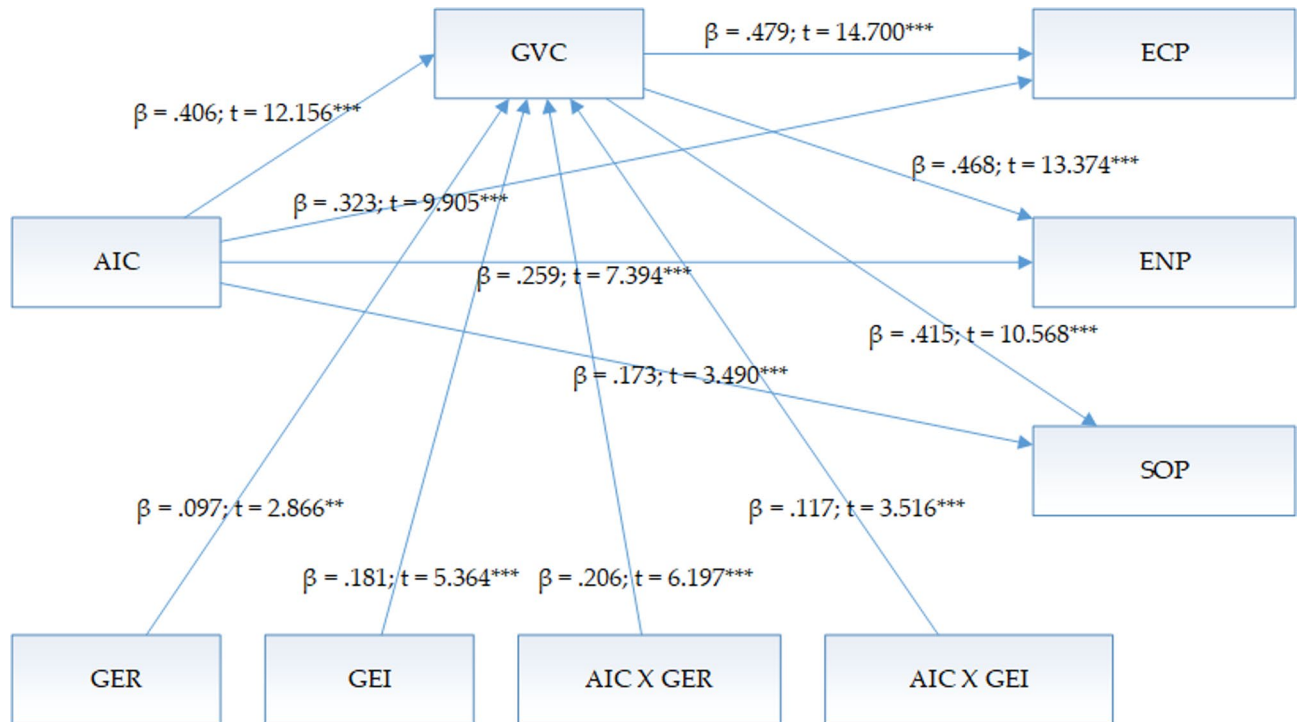 GVC
β = .479; t = 14.700***
ECP
β = .406; t = 12.156***
β = .468; t = 13.374***
β = .323; t = 9.905***
AIC
β = .259; t = 7.394***
ENP
β = .415; t = 10.568***
β = .173; t = 3.490***
SOP
β = .097; t = 2.866**
β = .117; t = 3.516***
β = .181; t = 5.364***
β = .206; t = 6.197***
GER
GEI
AIC X GER
AIC X GEI